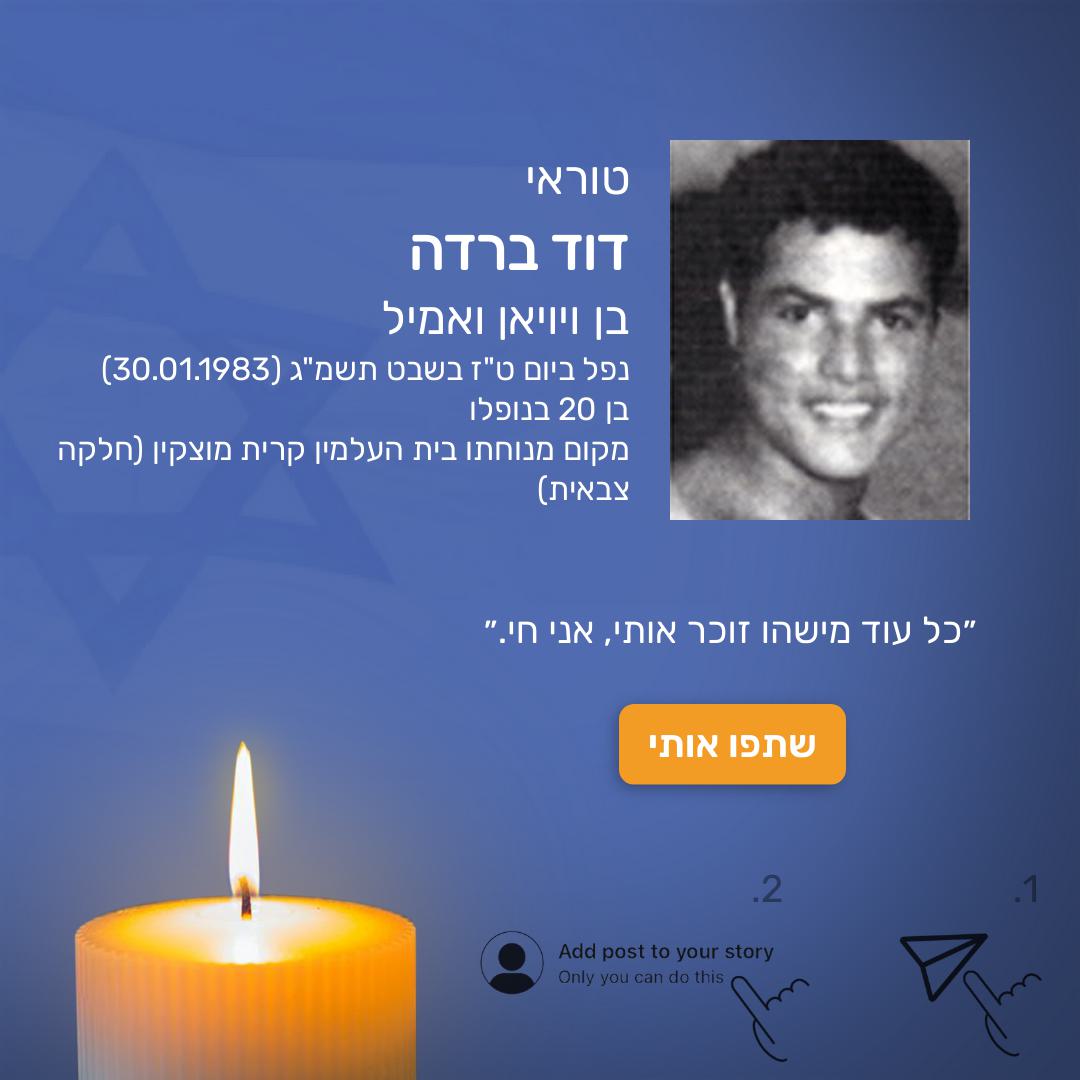 טוראי
דוד ברדה
בן ויויאן ואמיל
נפל ביום ט"ז בשבט תשמ"ג (30.01.1983)
בן 20 בנופלו
מקום מנוחתו בית העלמין קרית מוצקין (חלקה
צבאית)
״כל עוד מישהו זוכר אותי, אני חי.״
שתפו אותי
1.
2.
Add post to your story
Only you can do this